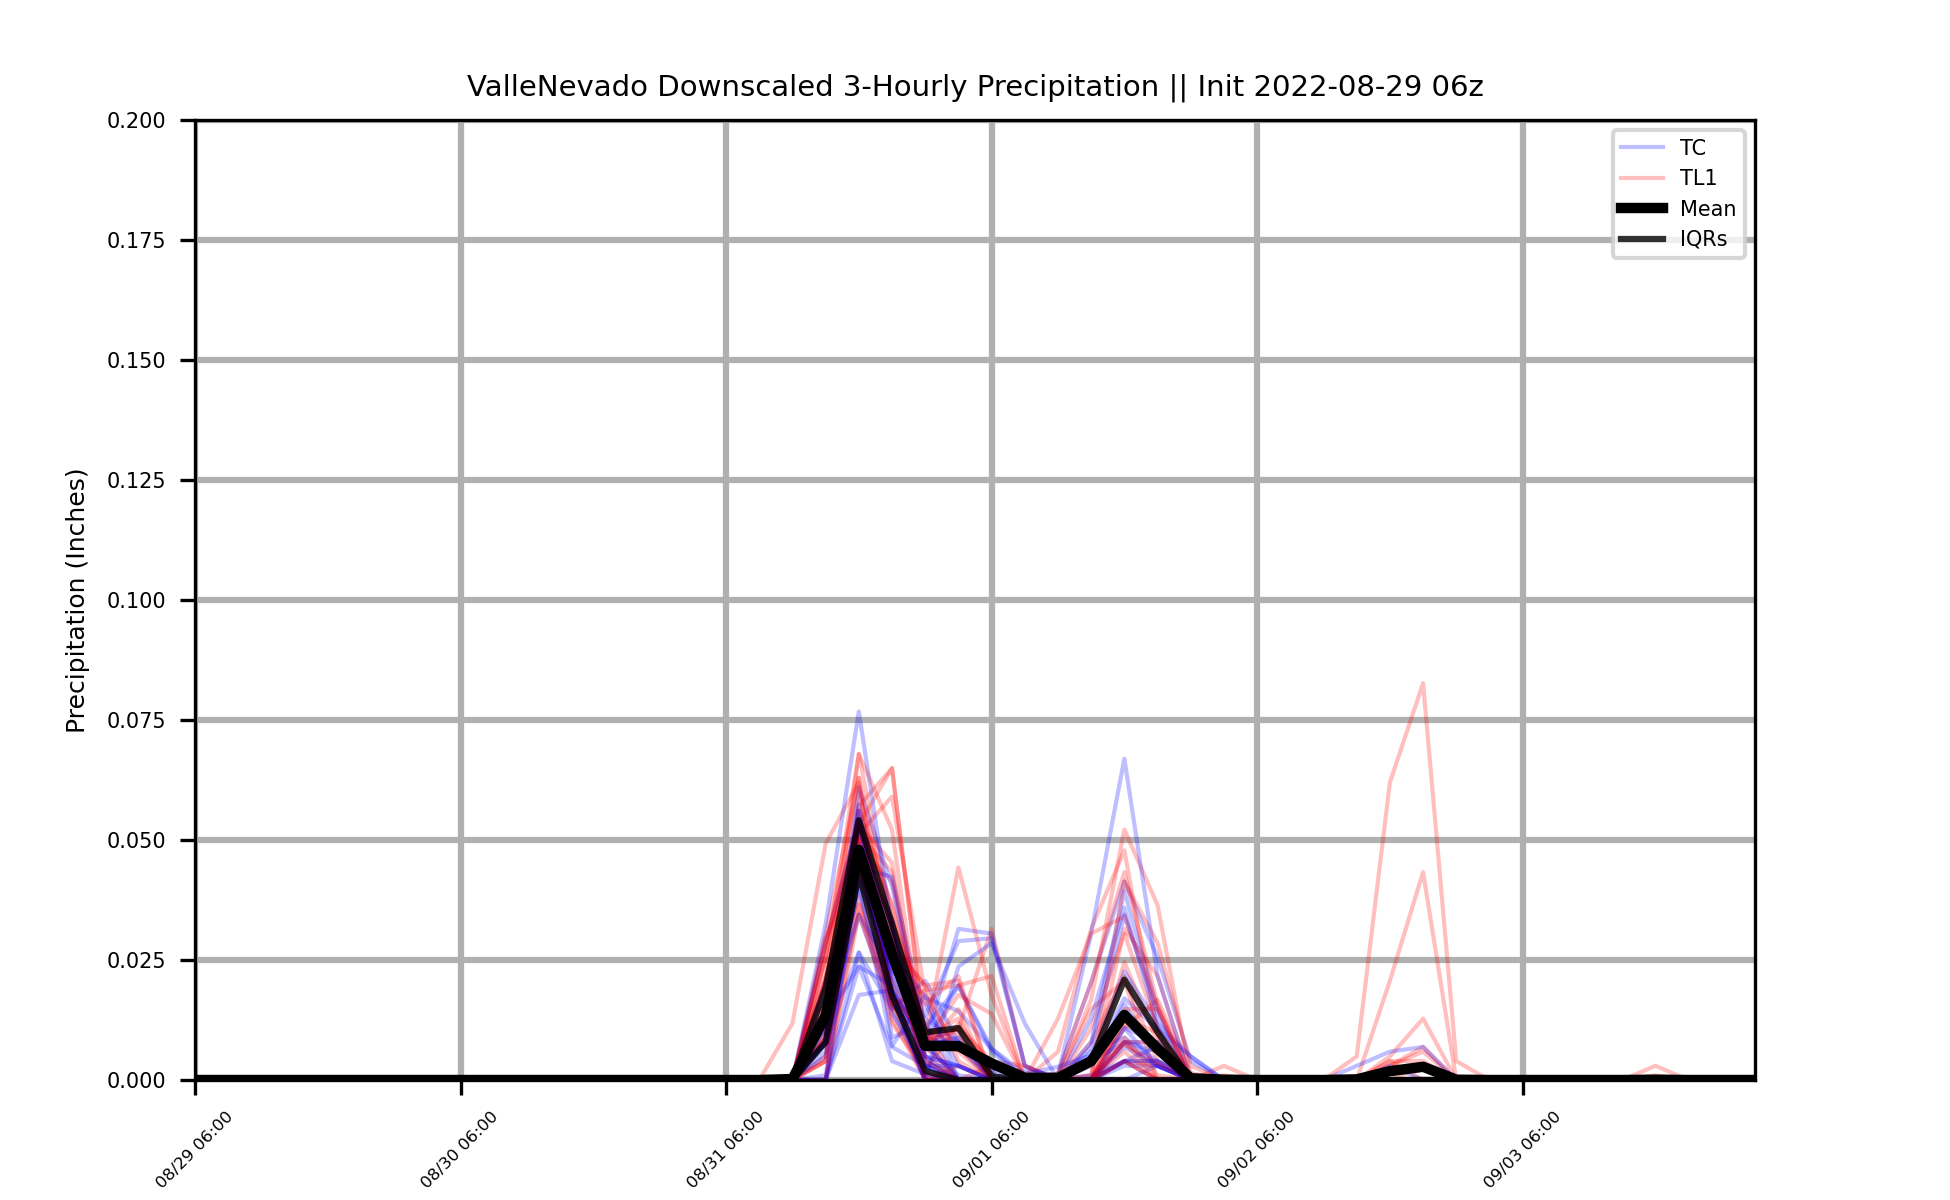 ValleNevado Downscaled 3-Hourly Precipitation || Init 2022-08-29 06z
TC
TL1
Mean
IQRs
Precipitation (Inches)
0.200
0.175
0.150
0.125
0.100
0.075
0.050
0.025
0.000
08/29 06:00
08/30 06:00
08/31 06:00
09/01 06:00
09/02 06:00
09/03 06:00